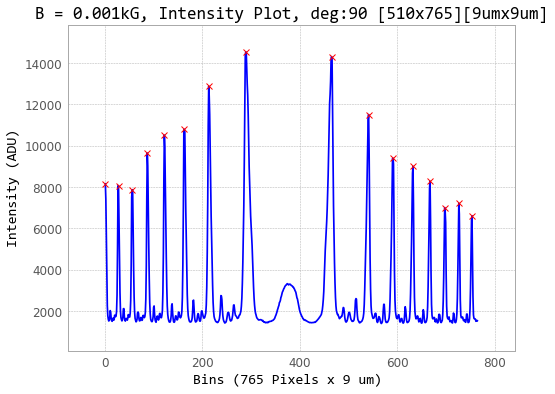 B = 0.001kG, Intensity Plot, deg:90 [510x765][9umx9um]
14000
12000
10000
8000
6000
4000
2000
Intensity (ADU)
0 200 400 600 800
Bins (765 Pixels x 9 um)